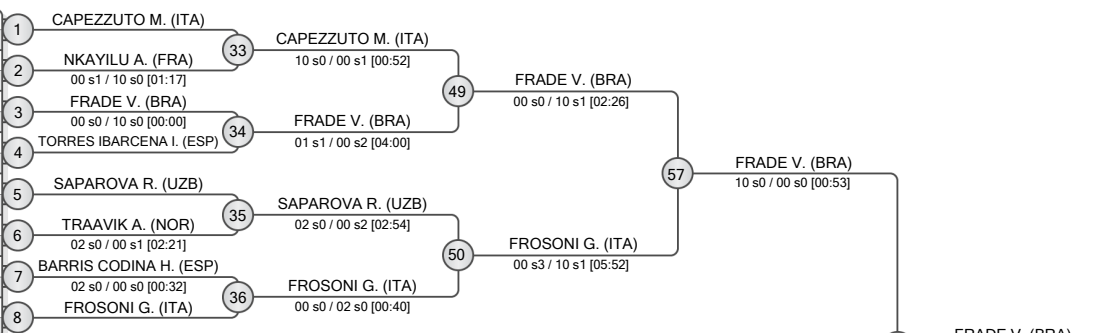 1 CAPEZZUTO M. (ITA)
33 CAPEZZUTO M. (ITA)
10 s0 / 00 s1 [00:52]
2 NKAYILU A. (FRA)
00 s1 / 10 s0 [01:17]
49 FRADE V. (BRA)
00 s0 / 10 s1 [02:26]
3 FRADE V. (BRA)
00 s0 / 10 s0 [00:00]
34 FRADE V. (BRA)
01 s1 / 00 s2 [04:00]
4 TORRES IBARCENA I. (ESP)
57 FRADE V. (BRA)
10 s0 / 00 s0 [00:53]
5 SAPAROVA R. (UZB)
35 SAPAROVA R. (UZB)
02 s0 / 00 s2 [02:54]
6 TRAAVIK A. (NOR)
02 s0 / 00 s1 [02:21]
50 FROSONI G. (ITA)
00 s3 / 10 s1 [05:52]
7 BARRIS CODINA H. (ESP)
02 s0 / 00 s0 [00:32]
36 FROSONI G. (ITA)
00 s0 / 02 s0 [00:40]
8 FROSONI G. (ITA)
FRADE V. (BRA)